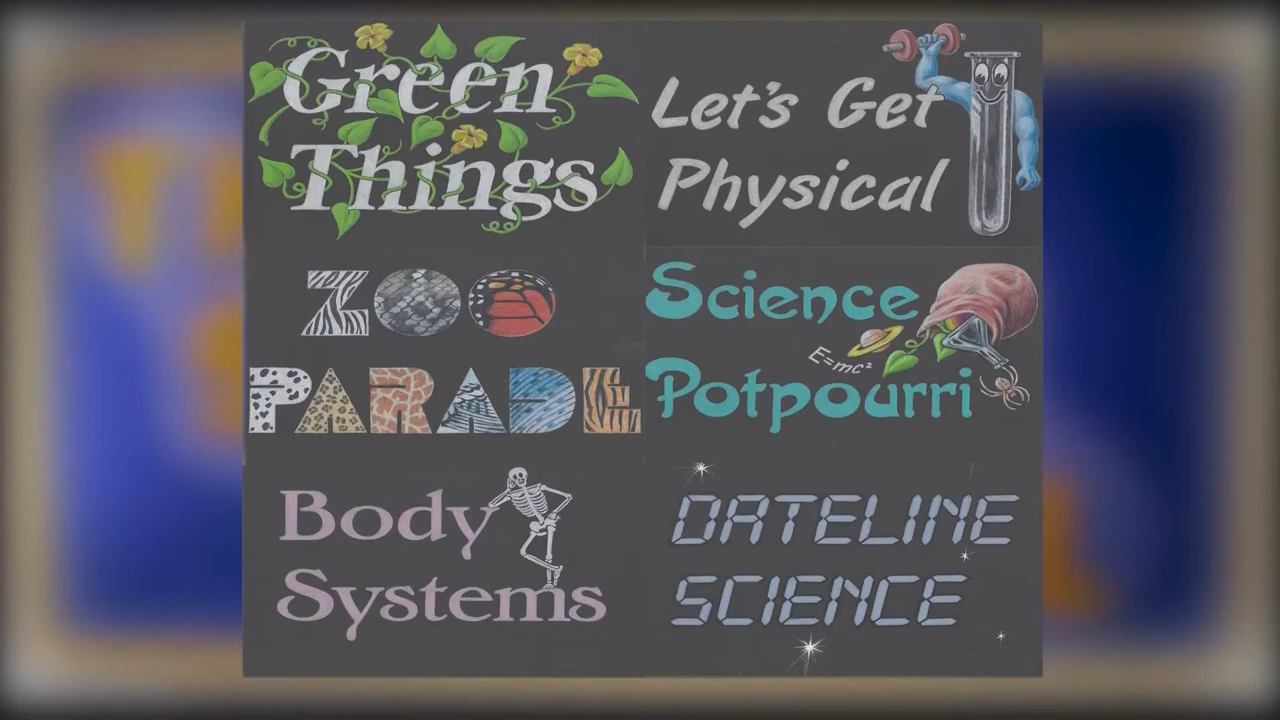 Green
Things
Let's Get
Physical
ZOO
PARADE
Science
E=mc²
Potpourri
Body
Systems
DATELINE
SCIENCE